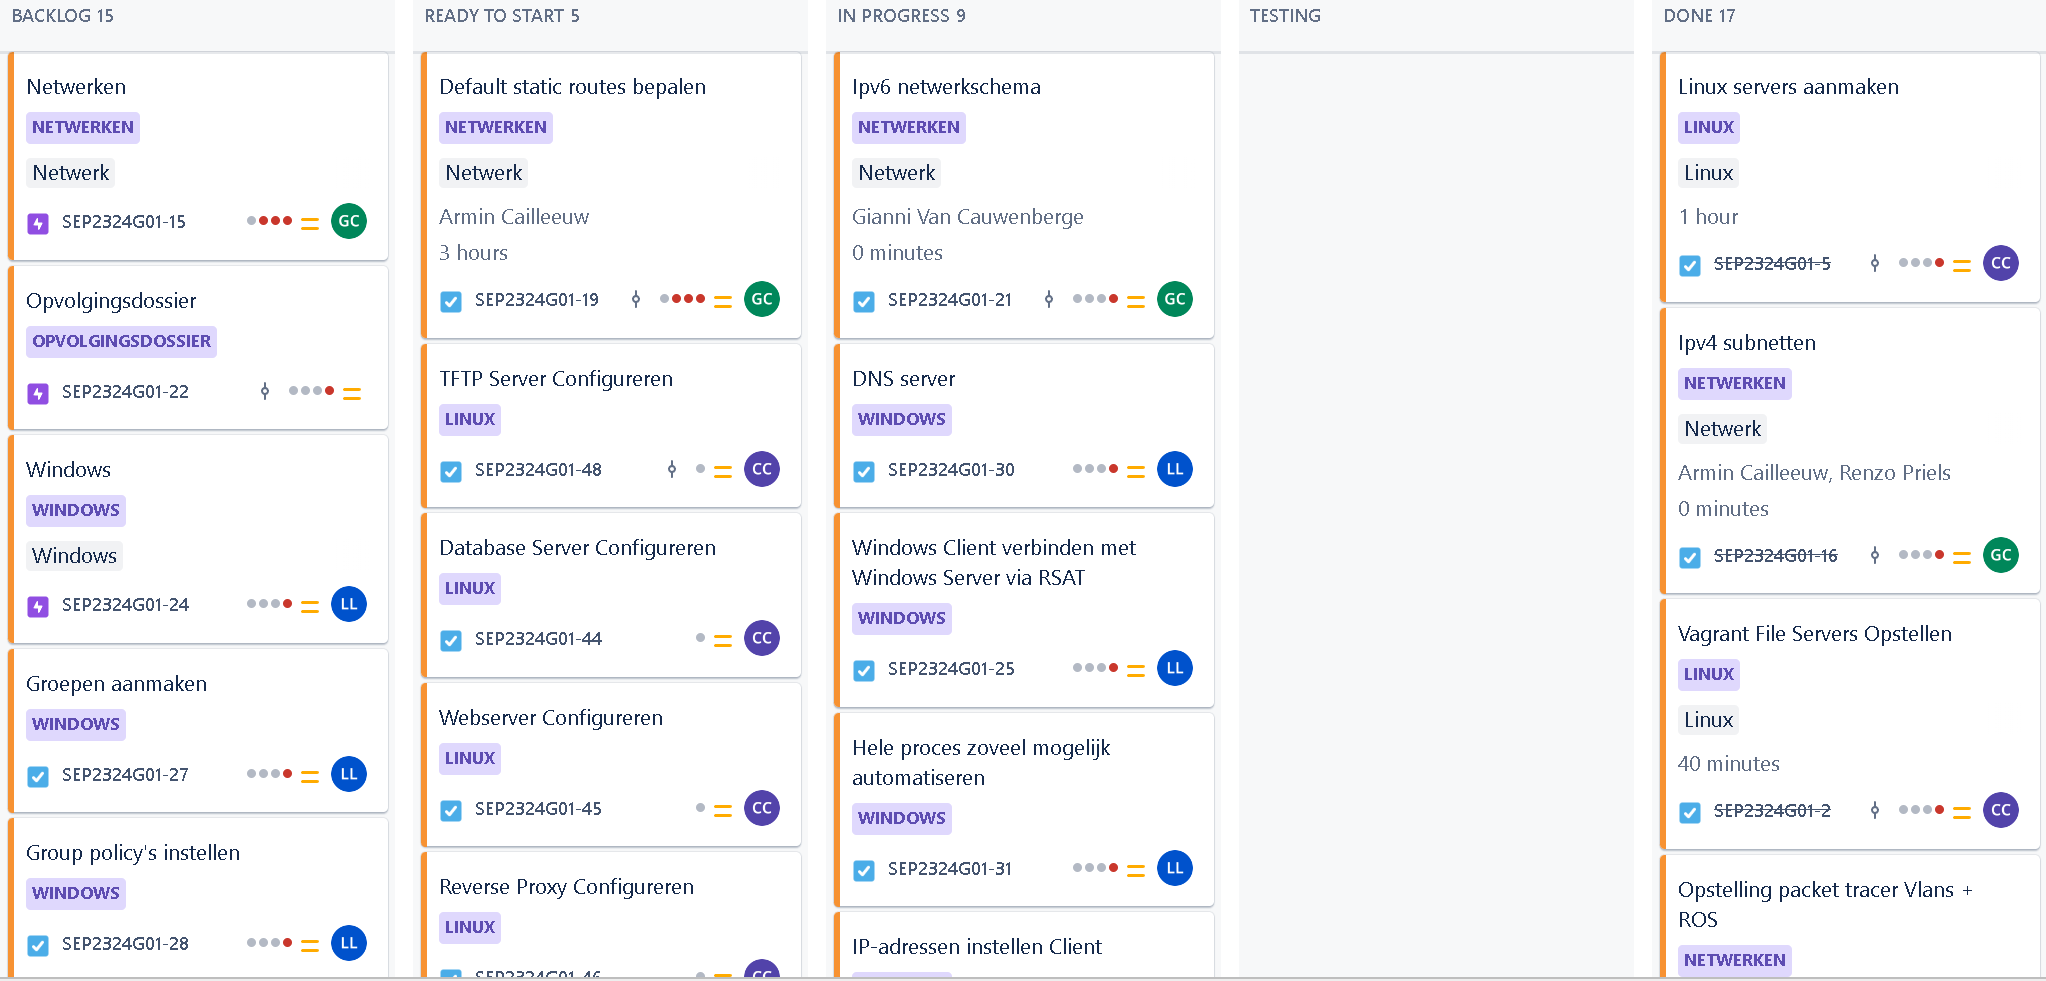 BACKLOG 15
Netwerken
NETWERKEN
Netwerk
SEP2324G01-15
GC
Opvolgingsdossier
OPVOLGINGSDOSSIER
SEP2324G01-22
Windows
WINDOWS
Windows
SEP2324G01-24
LL
Groepen aanmaken
WINDOWS
SEP2324G01-27
LL
Group policy's instellen
WINDOWS
SEP2324G01-28
LL
READY TO START 5
Default static routes bepalen
NETWERKEN
Netwerk
Armin Cailleeuw
3 hours
SEP2324G01-19
GC
TFTP Server Configureren
LINUX
SEP2324G01-48
CC
Database Server Configureren
LINUX
SEP2324G01-44
CC
Webserver Configureren
LINUX
SEP2324G01-45
CC
Reverse Proxy Configureren
LINUX
SEP2324G01-46
CC
IN PROGRESS 9
Ipv6 netwerkschema
NETWERKEN
Netwerk
Gianni Van Cauwenberge
0 minutes
SEP2324G01-21
GC
DNS server
WINDOWS
SEP2324G01-30
LL
Windows Client verbinden met
Windows Server via RSAT
WINDOWS
SEP2324G01-25
LL
Hele proces zoveel mogelijk
automatiseren
WINDOWS
SEP2324G01-31
LL
IP-adressen instellen Client
TESTING
DONE 17
Linux servers aanmaken
LINUX
Linux
1 hour
SEP2324G01-5
CC
Ipv4 subnetten
NETWERKEN
Netwerk
Armin Cailleeuw, Renzo Priels
0 minutes
SEP2324G01-16
GC
Vagrant File Servers Opstellen
LINUX
Linux
40 minutes
SEP2324G01-2
CC
Opstelling packet tracer Vlans +
ROS
NETWERKEN